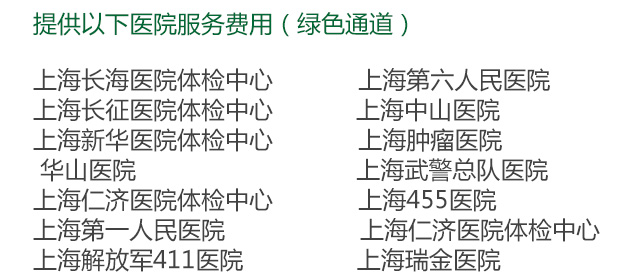 提供以下医院服务费用（绿色通道）
上海长海医院体检中心 上海第六人民医院
上海长征医院体检中心 上海中山医院
上海新华医院体检中心 上海肿瘤医院
华山医院 上海武警总队医院
上海仁济医院体检中心 上海455医院
上海第一人民医院 上海仁济医院体检中心
上海解放军411医院 上海瑞金医院